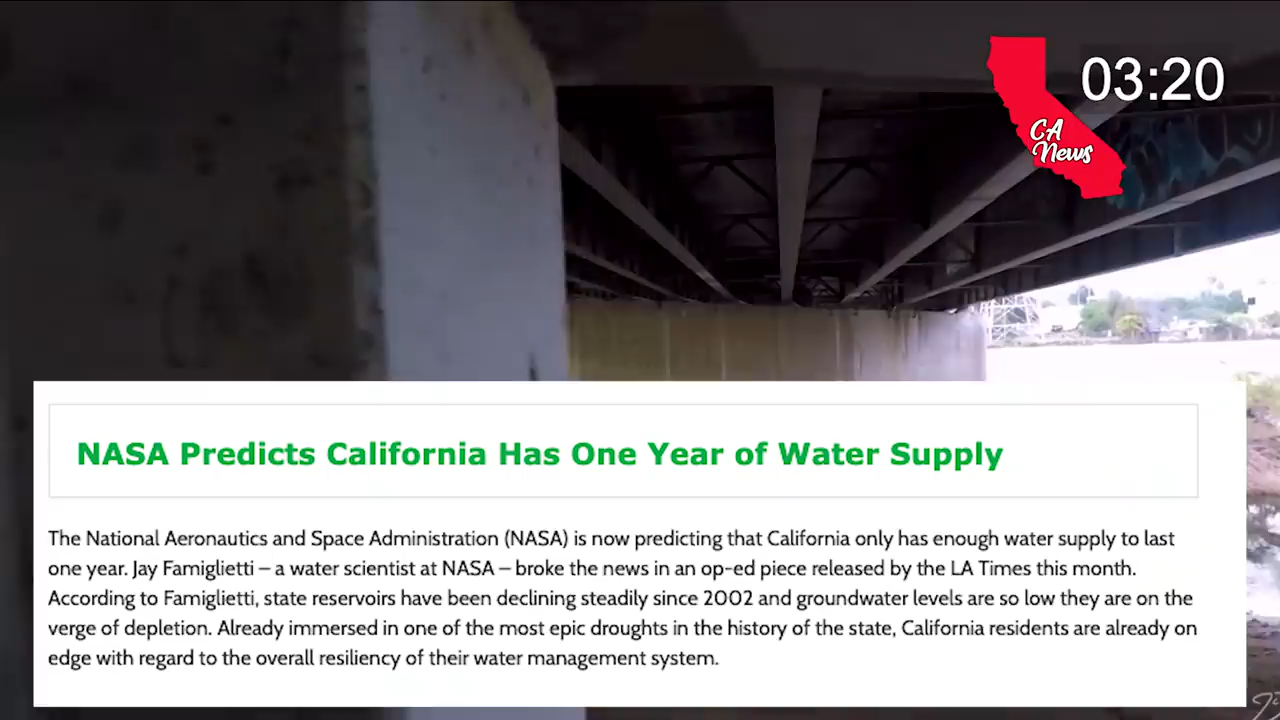 03:20
CA
News
NASA Predicts California Has One Year of Water Supply
The National Aeronautics and Space Administration (NASA) is now predicting that California only has enough water supply to last
one year. Jay Famiglietti – a water scientist at NASA – broke the news in an op-ed piece released by the LA Times this month.
According to Famiglietti, state reservoirs have been declining steadily since 2002 and groundwater levels are so low they are on the
verge of depletion. Already immersed in one of the most epic droughts in the history of the state, California residents are already on
edge with regard to the overall resiliency of their water management system.